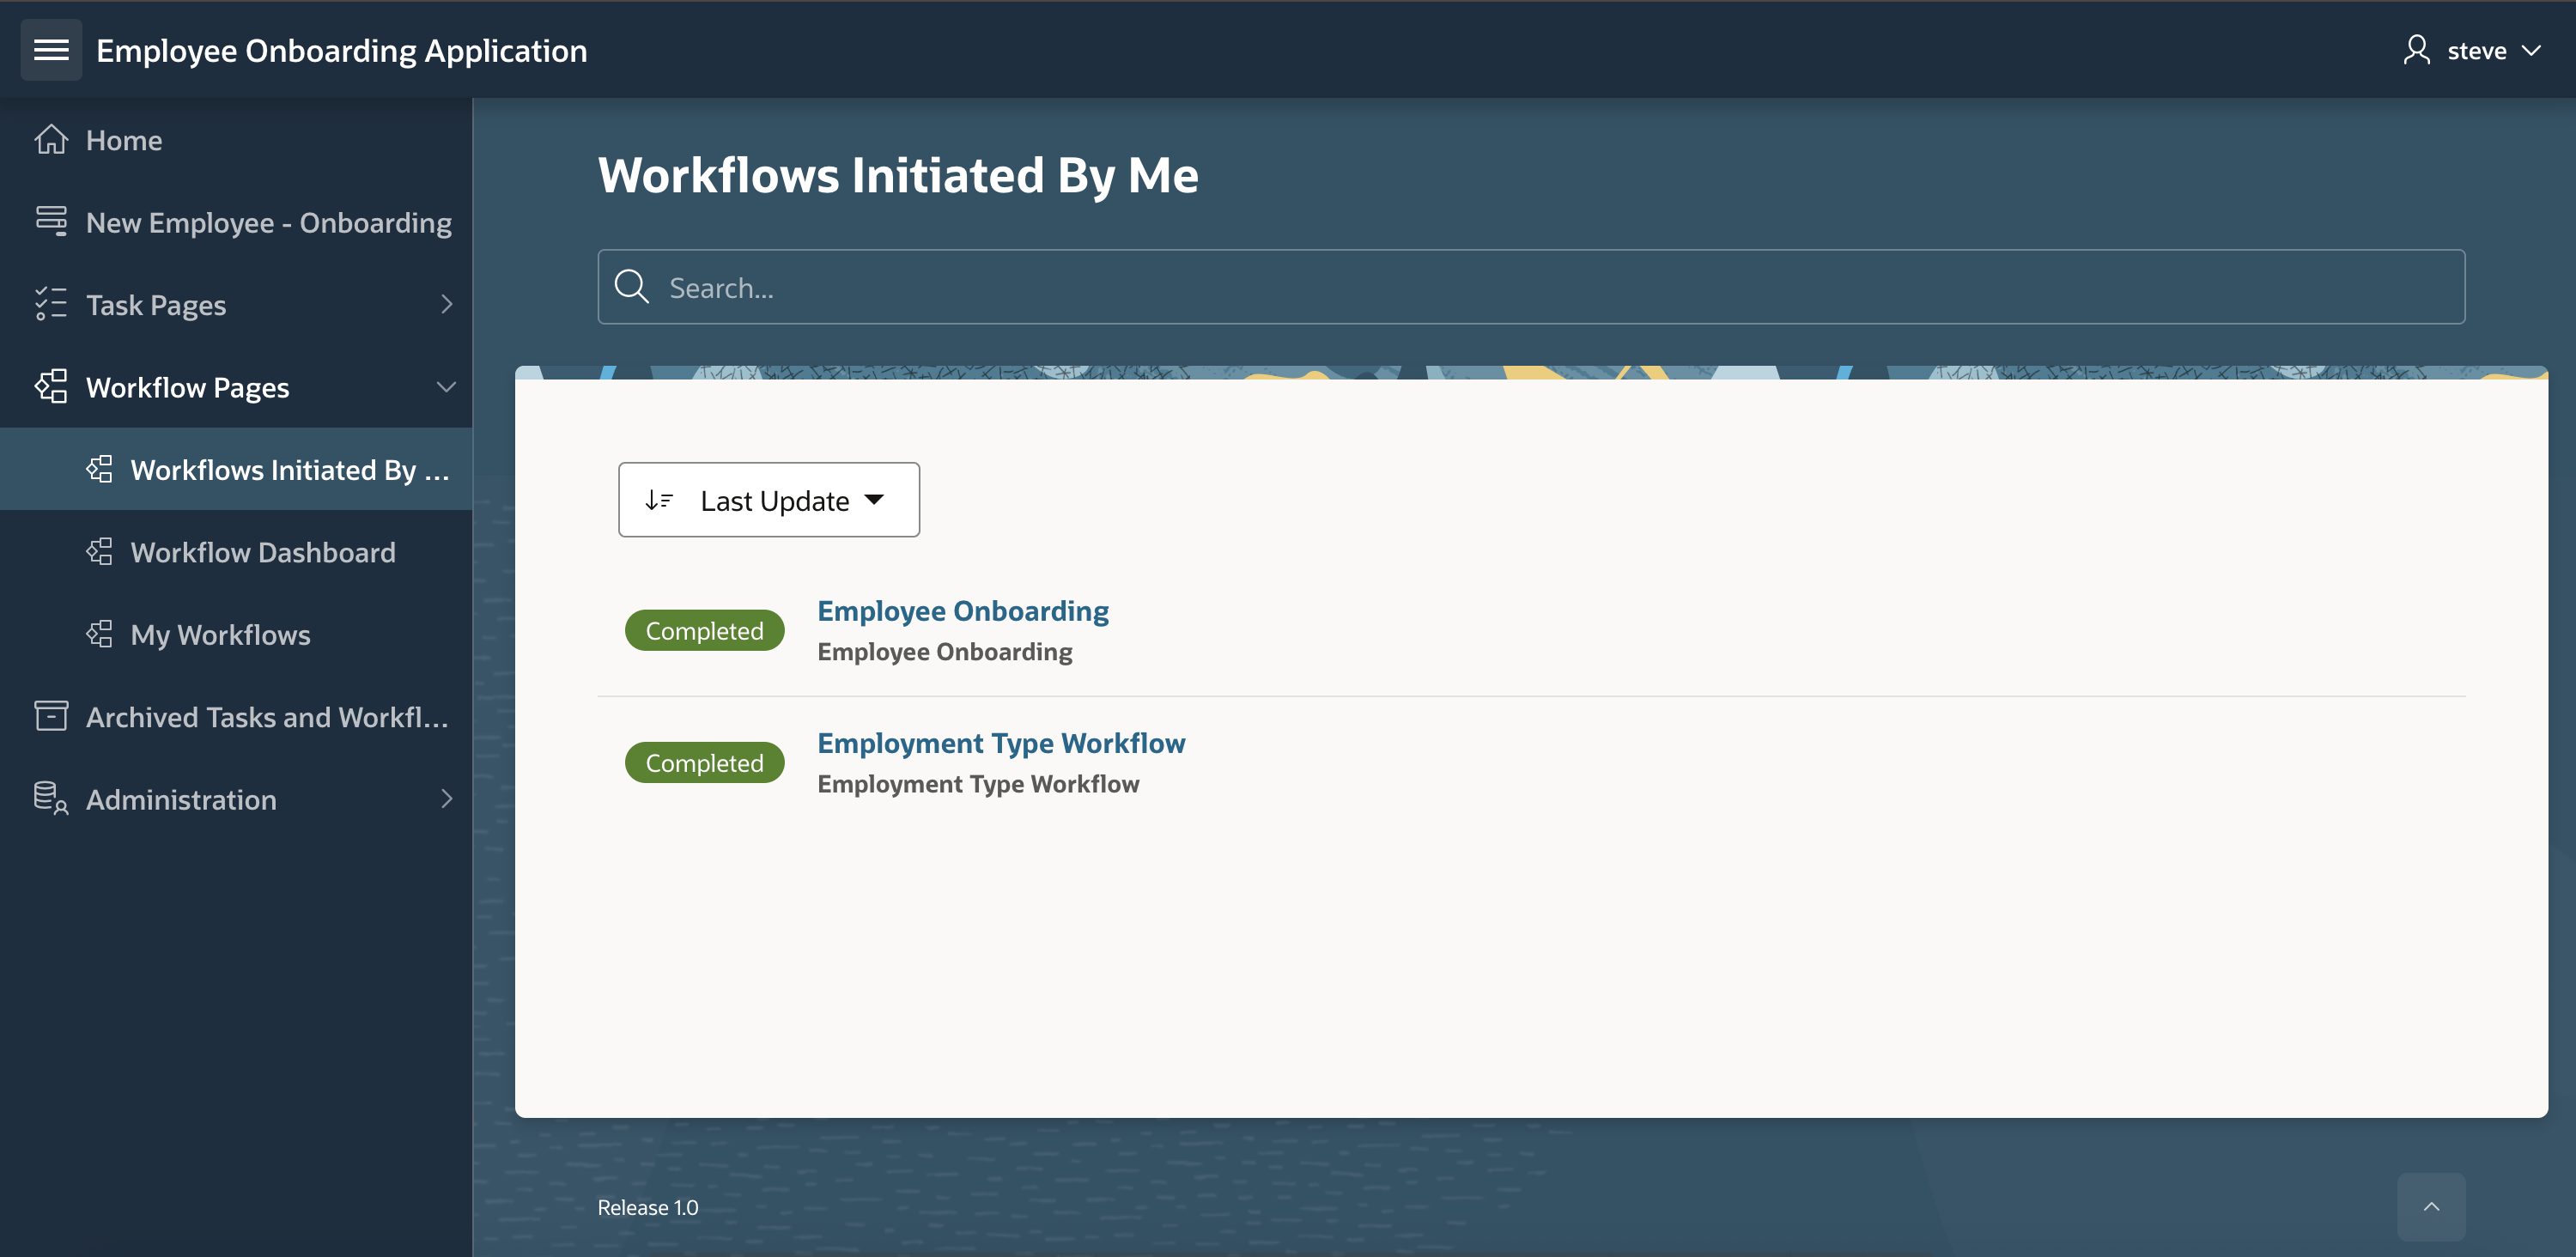 Employee Onboarding Application
steve
Home
New Employee - Onboarding
Task Pages
Workflow Pages
Workflows Initiated By ...
Workflow Dashboard
My Workflows
Archived Tasks and Workfl...
Administration
Workflows Initiated By Me
Search...
Last Update
Completed
Employee Onboarding
Employee Onboarding
Completed
Employment Type Workflow
Employment Type Workflow
Release 1.0